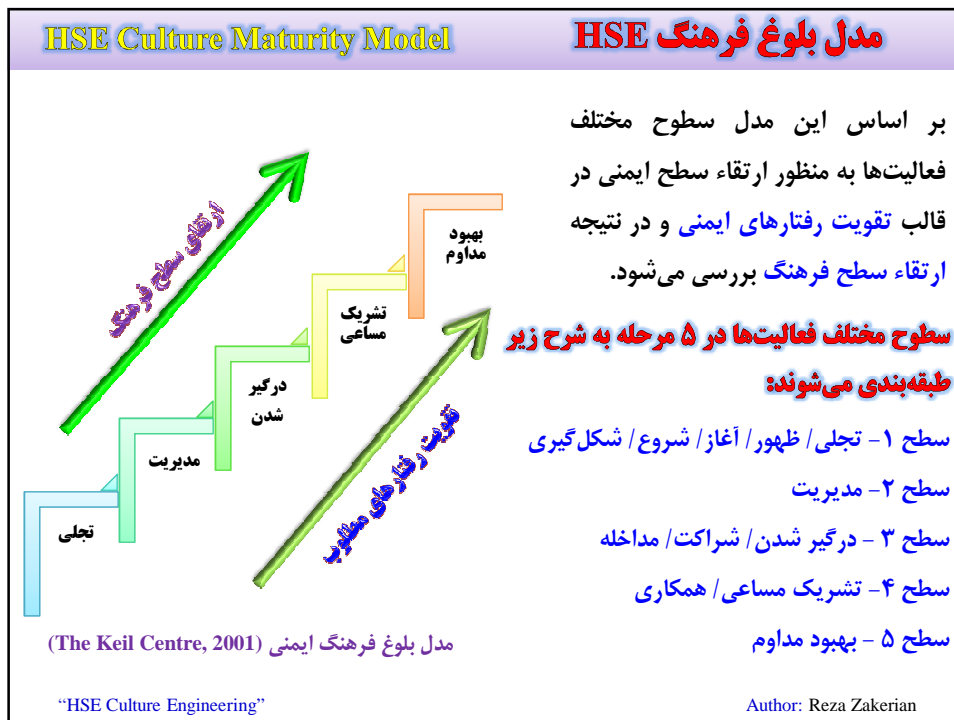 HSE Culture Maturity Model
مدل بلوغ فرهنگ HSE
بر اساس این مدل سطوح مختلف
فعالیت‌ها به منظور ارتقاء سطح ایمنی در
قالب تقویت رفتارهای ایمنی و در نتیجه
ارتقاء سطح فرهنگ بررسی می‌شود.
سطوح مختلف فعالیت‌ها در ۵ مرحله به شرح زیر
طبقه‌بندی می‌شوند:
سطح ۱- تجلی/ ظهور/ آغاز/ شروع/ شکل‌گیری
سطح ۲- مدیریت
سطح ۳ - درگیر شدن/ شراکت/ مداخله
سطح ۴- تشریک مساعی/ همکاری
سطح ۵ - بهبود مداوم
ارتقای سطح فرهنگ
بهبود
مداوم
تشریک
مساعی
درگیر
شدن
مدیریت
تجلی
تقویت رفتارهای مطلوب
مدل بلوغ فرهنگ ایمنی (The Keil Centre, 2001)
“HSE Culture Engineering”
Author: Reza Zakerian